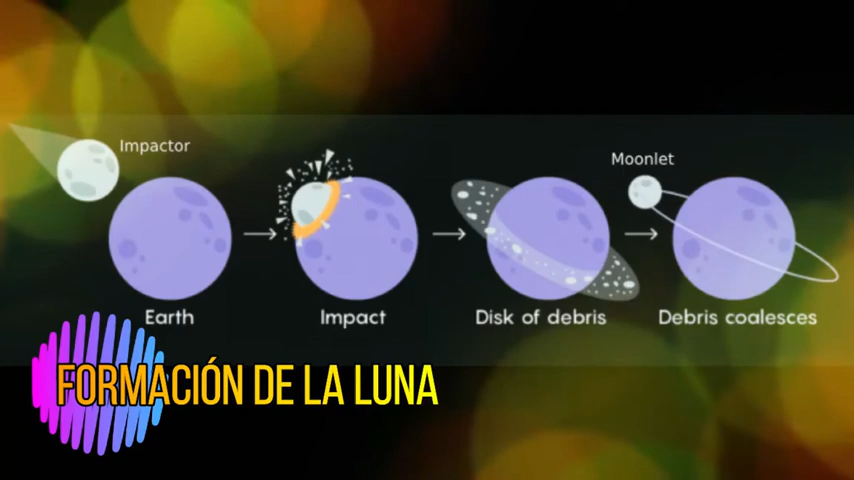 Impactor
Moonlet
Earth
Impact
Disk of debris
Debris coalesces
FORMACIÓN DE LA LUNA